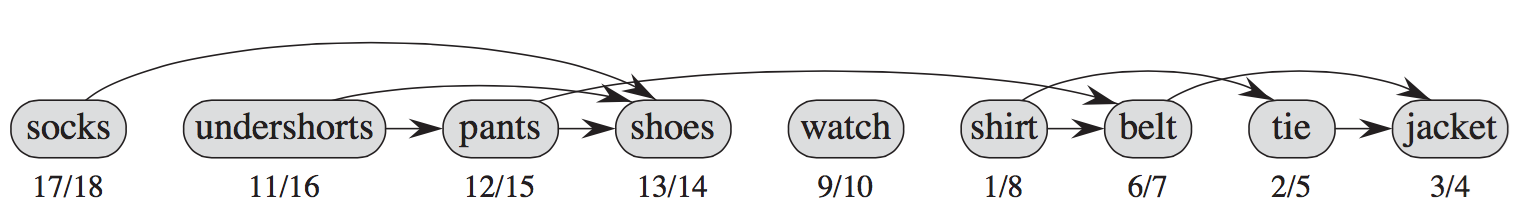 socks undershorts pants shoes watch shirt belt tie jacket
17/18 11/16 12/15 13/14 9/10 1/8 6/7 2/5 3/4